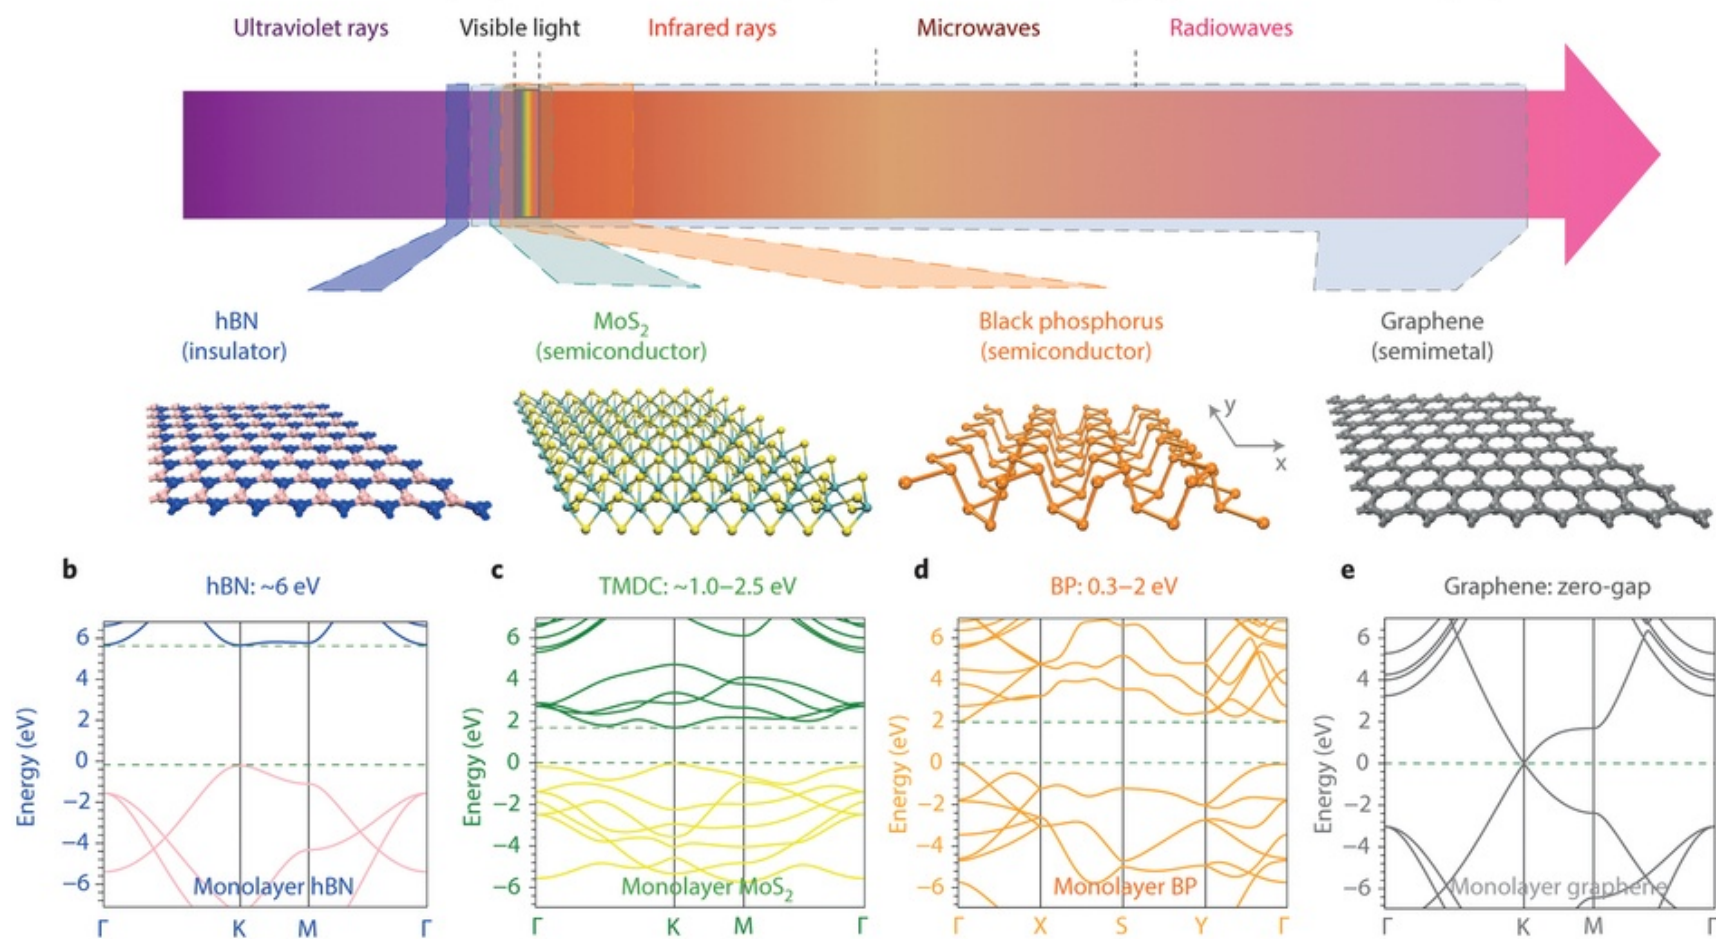 Ultraviolet rays Visible light Infrared rays Microwaves Radiowaves
hBN
(insulator)
MoS₂
(semiconductor)
Black phosphorus
(semiconductor)
Graphene
(semimetal)
y
x
b
hBN: ~6 eV
Energy (eV)
6
4
2
0
−2
−4
−6
Monolayer hBN
Γ K M Γ
c
TMDC: ~1.0−2.5 eV
Energy (eV)
6
4
2
0
−2
−4
−6
Monolayer MoS₂
Γ K M Γ
d
BP: 0.3−2 eV
Energy (eV)
6
4
2
0
−2
−4
−6
Monolayer BP
Γ X S Y Γ
e
Graphene: zero-gap
Energy (eV)
6
4
2
0
−2
−4
−6
Monolayer graphene
Γ K M Γ